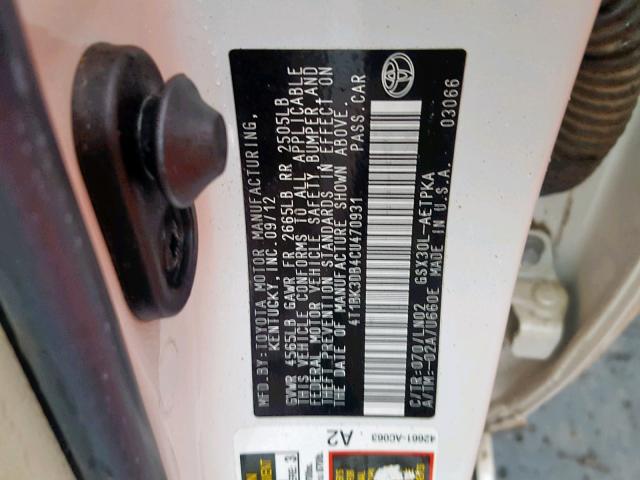 MFD.BY:TOYOTA MOTOR MANUFACTURING,
KENTUCKY, INC. 09/12
GVWR 4565LB GAWR FR 2665LB RR 2505LB
THIS VEHICLE CONFORMS TO ALL APPLICABLE
FEDERAL MOTOR VEHICLE SAFETY, BUMPER, AND
THEFT PREVENTION STANDARDS IN EFFECT ON
THE DATE OF MANUFACTURE SHOWN ABOVE.
4T1BK3DB4CU470931 PASS.CAR
C/TR:070/LN02 GSX30L-AETPKA
A/TM:-02A/U660E MADE IN U.S.A. 03066
42661-AC063
A2